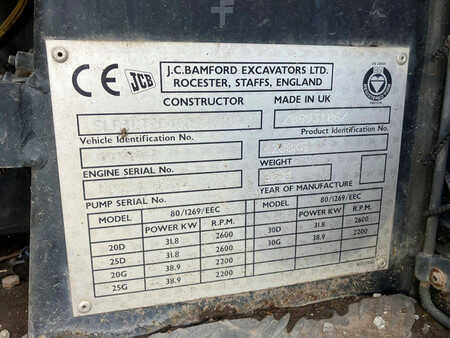 CE JCB
J.C.BAMFORD EXCAVATORS LTD.
ROCESTER, STAFFS, ENGLAND
CONSTRUCTOR MADE IN UK
Vehicle Identification No. Product Identification No.
ENGINE SERIAL No. WEIGHT
PUMP SERIAL No. YEAR OF MANUFACTURE
MODEL 80/1269/EEC 80/1269/EEC
POWER KW R.P.M. MODEL POWER KW R.P.M.
20D 31.8 2600 30D 31.8 2600
25D 31.8 2600 30G 38.9 2200
20G 38.9 2200
25G 38.9 2200